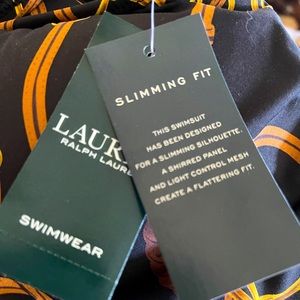 LAUR
RALPH LAURE
SWIMWEAR
SLIMMING FIT
THIS SWIMSUIT
HAS BEEN DESIGNED
FOR A SLIMMING SILHOUETTE.
A SHIRRED PANEL
AND LIGHT CONTROL MESH
CREATE A FLATTERING FIT.